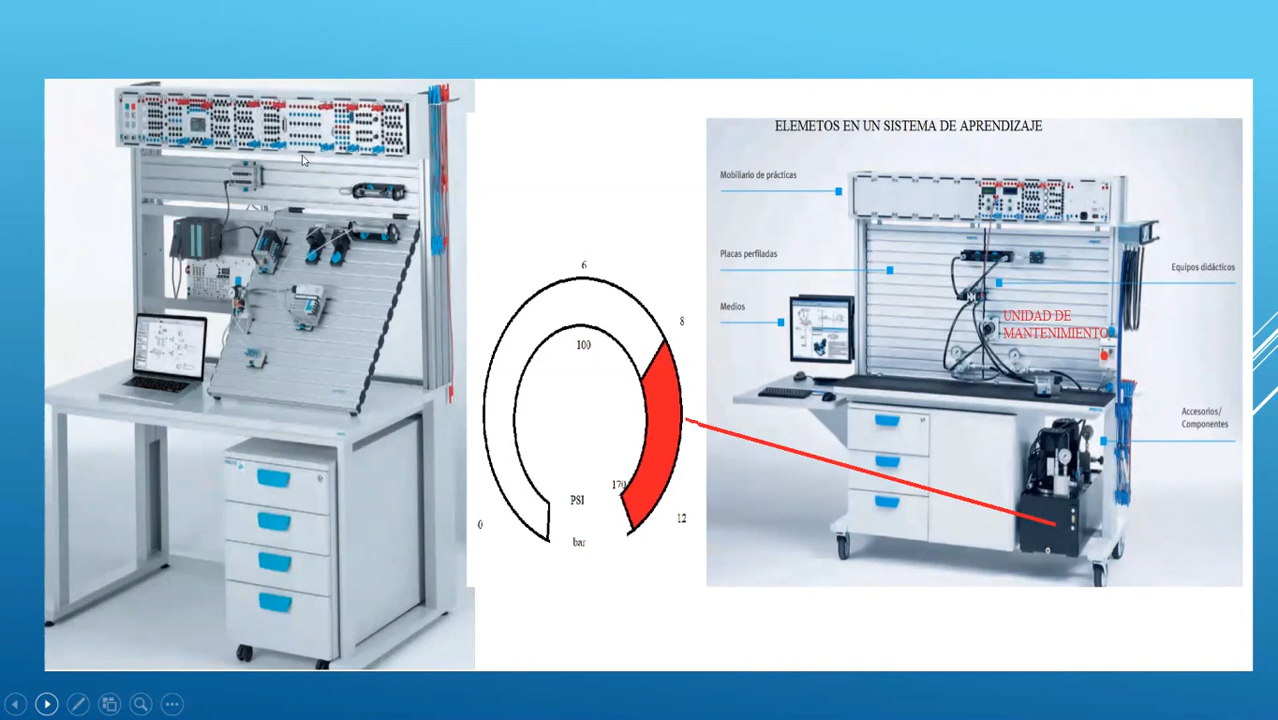 ELEMETOS EN UN SISTEMA DE APRENDIZAJE
Mobiliario de prácticas
Placas perfiladas
Equipos didácticos
Medios
UNIDAD DE
MANTENIMIENTO
Accesorios/
Componentes
6
8
100
170
PSI
0
12
bar